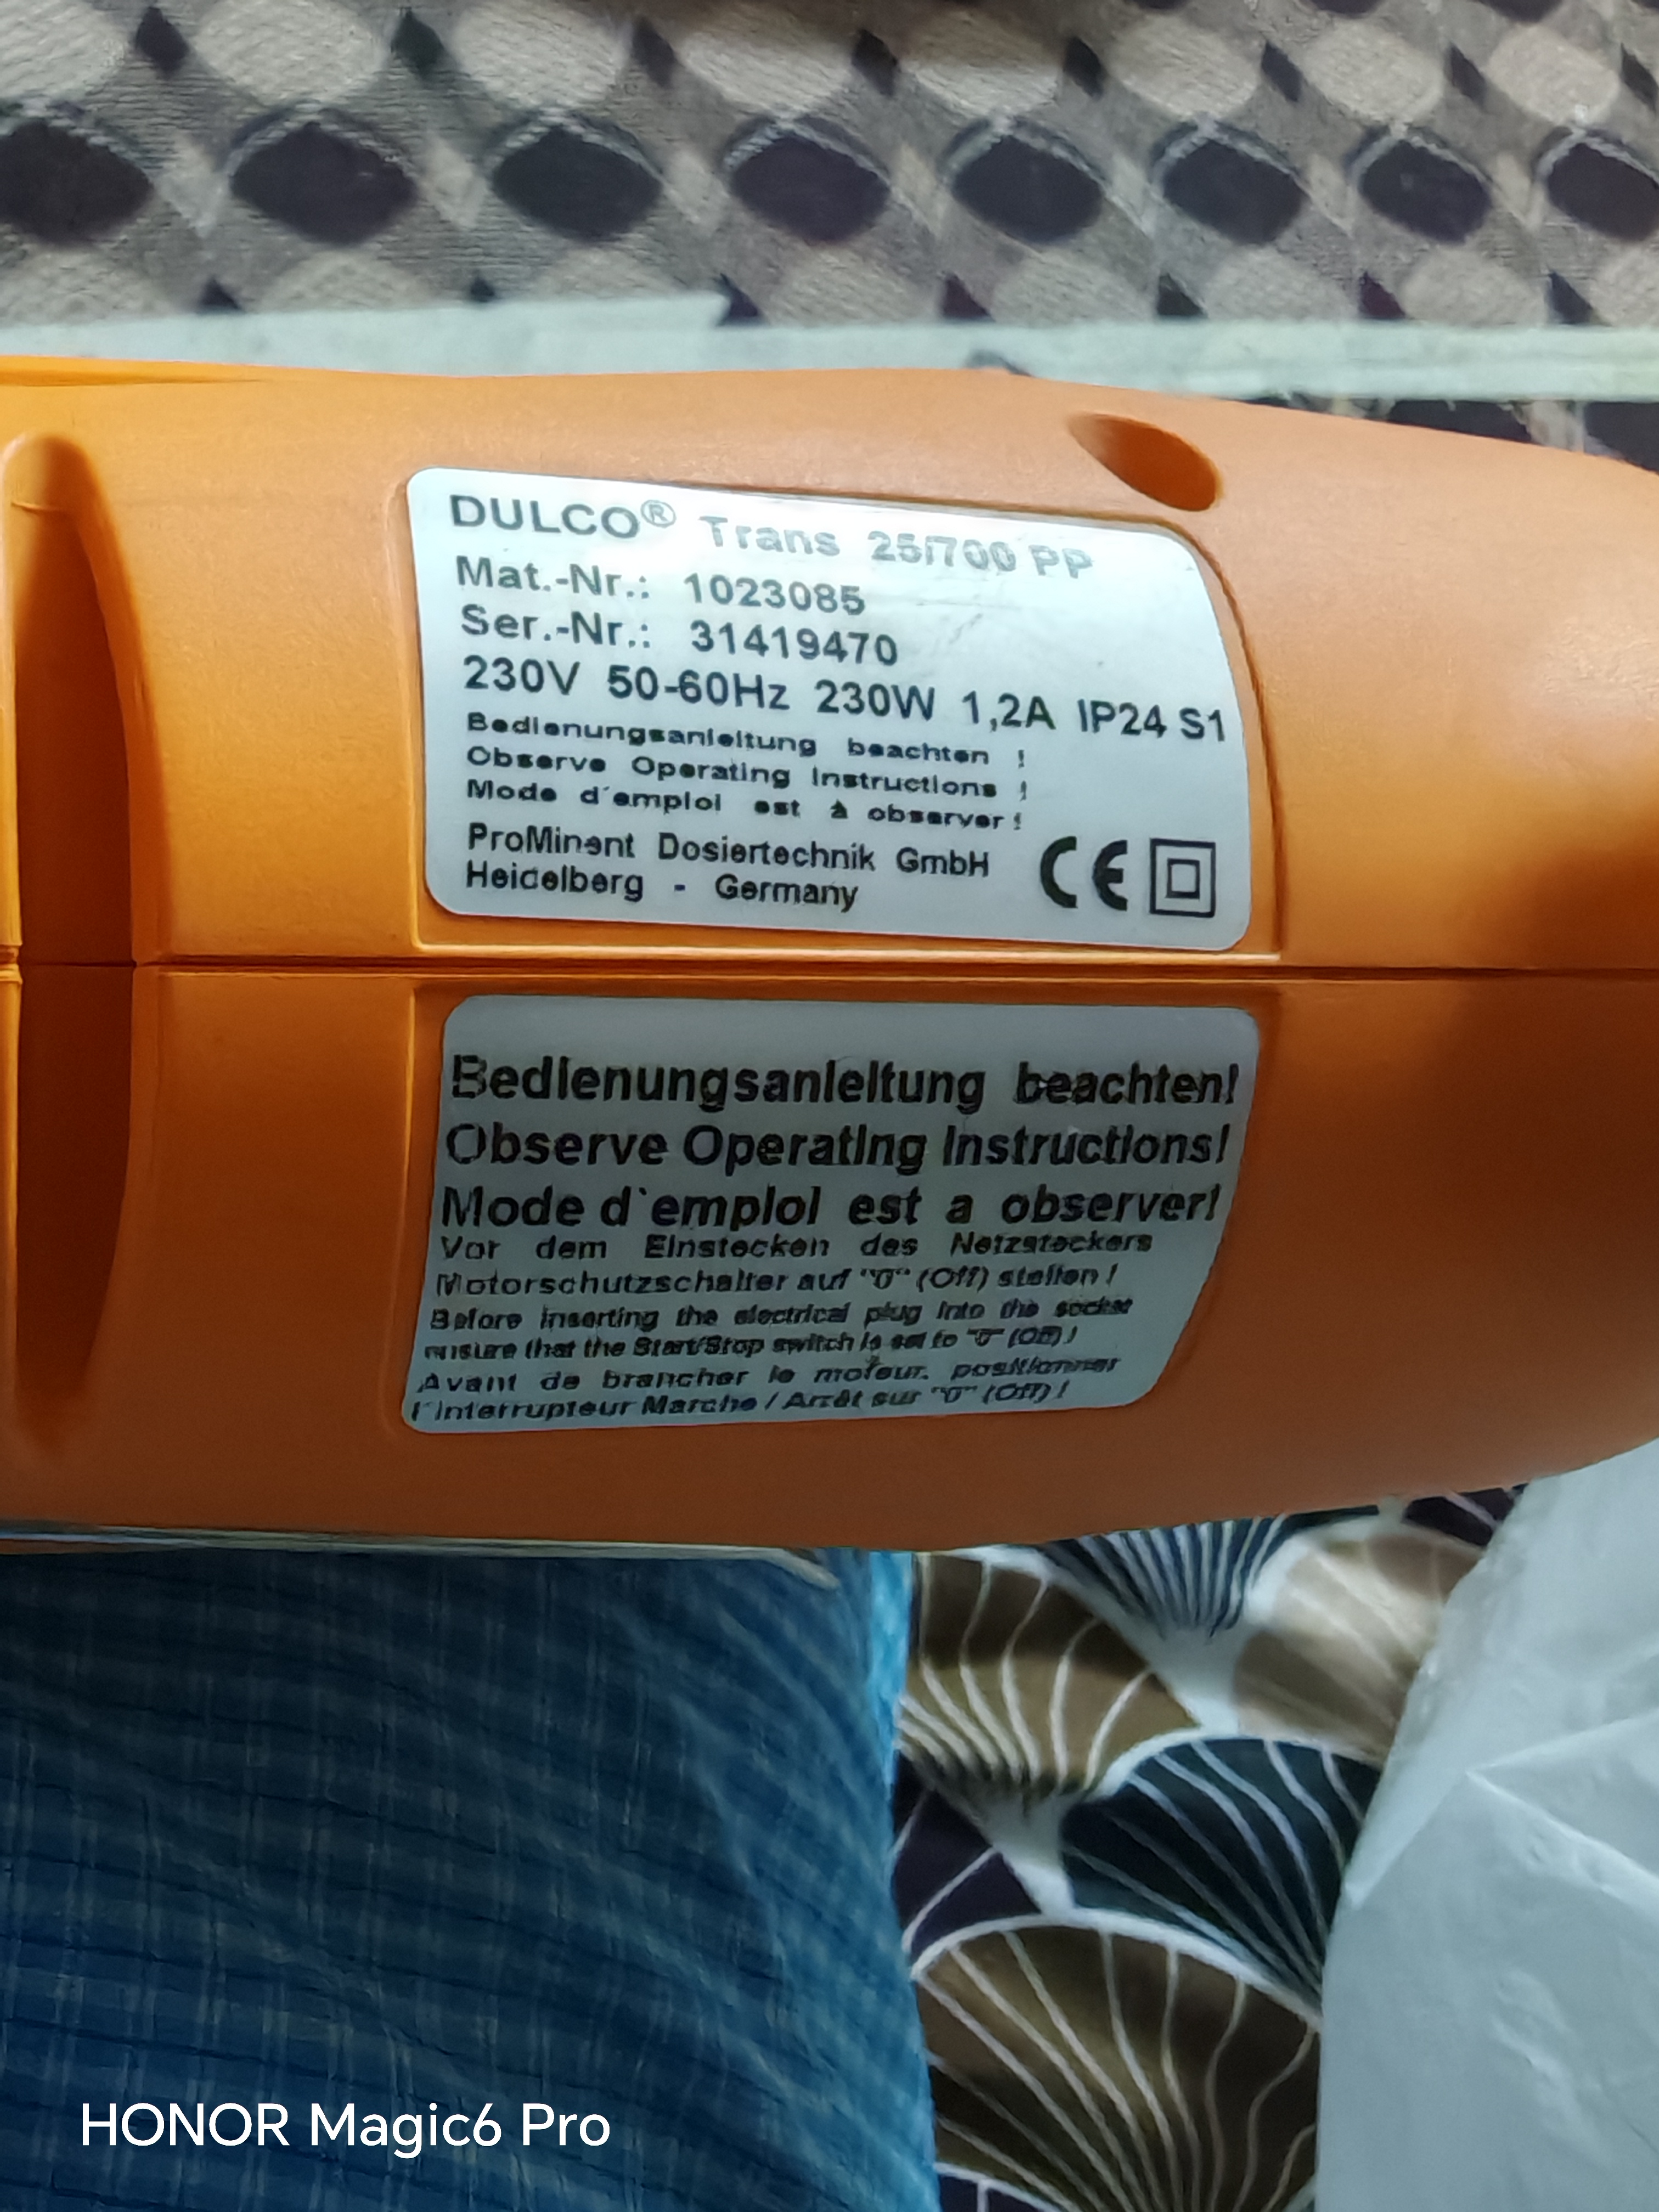 DULCO® Trans 25/700 PP
Mat.-Nr.: 1023085
Ser.-Nr.: 31419470
230V 50-60Hz 230W 1,2A IP24 S1
Bedienungsanleitung beachten !
Observe Operating Instructions !
Mode d´emploi est à observer !
ProMinent Dosiertechnik GmbH
Heidelberg - Germany
CE
Bedienungsanleitung beachten!
Observe Operating Instructions!
Mode d`emploi est a observer!
Vor dem Einstecken des Netzsteckers
Motorschutzschalter auf "0" (Off) stellen !
Before inserting the electrical plug into the socket
ensure that the Start/Stop switch is set to "0" (Off) !
Avant de brancher le moteur, positionner
l´interrupteur Marche / Arrêt sur "0" (Off) !
HONOR Magic6 Pro